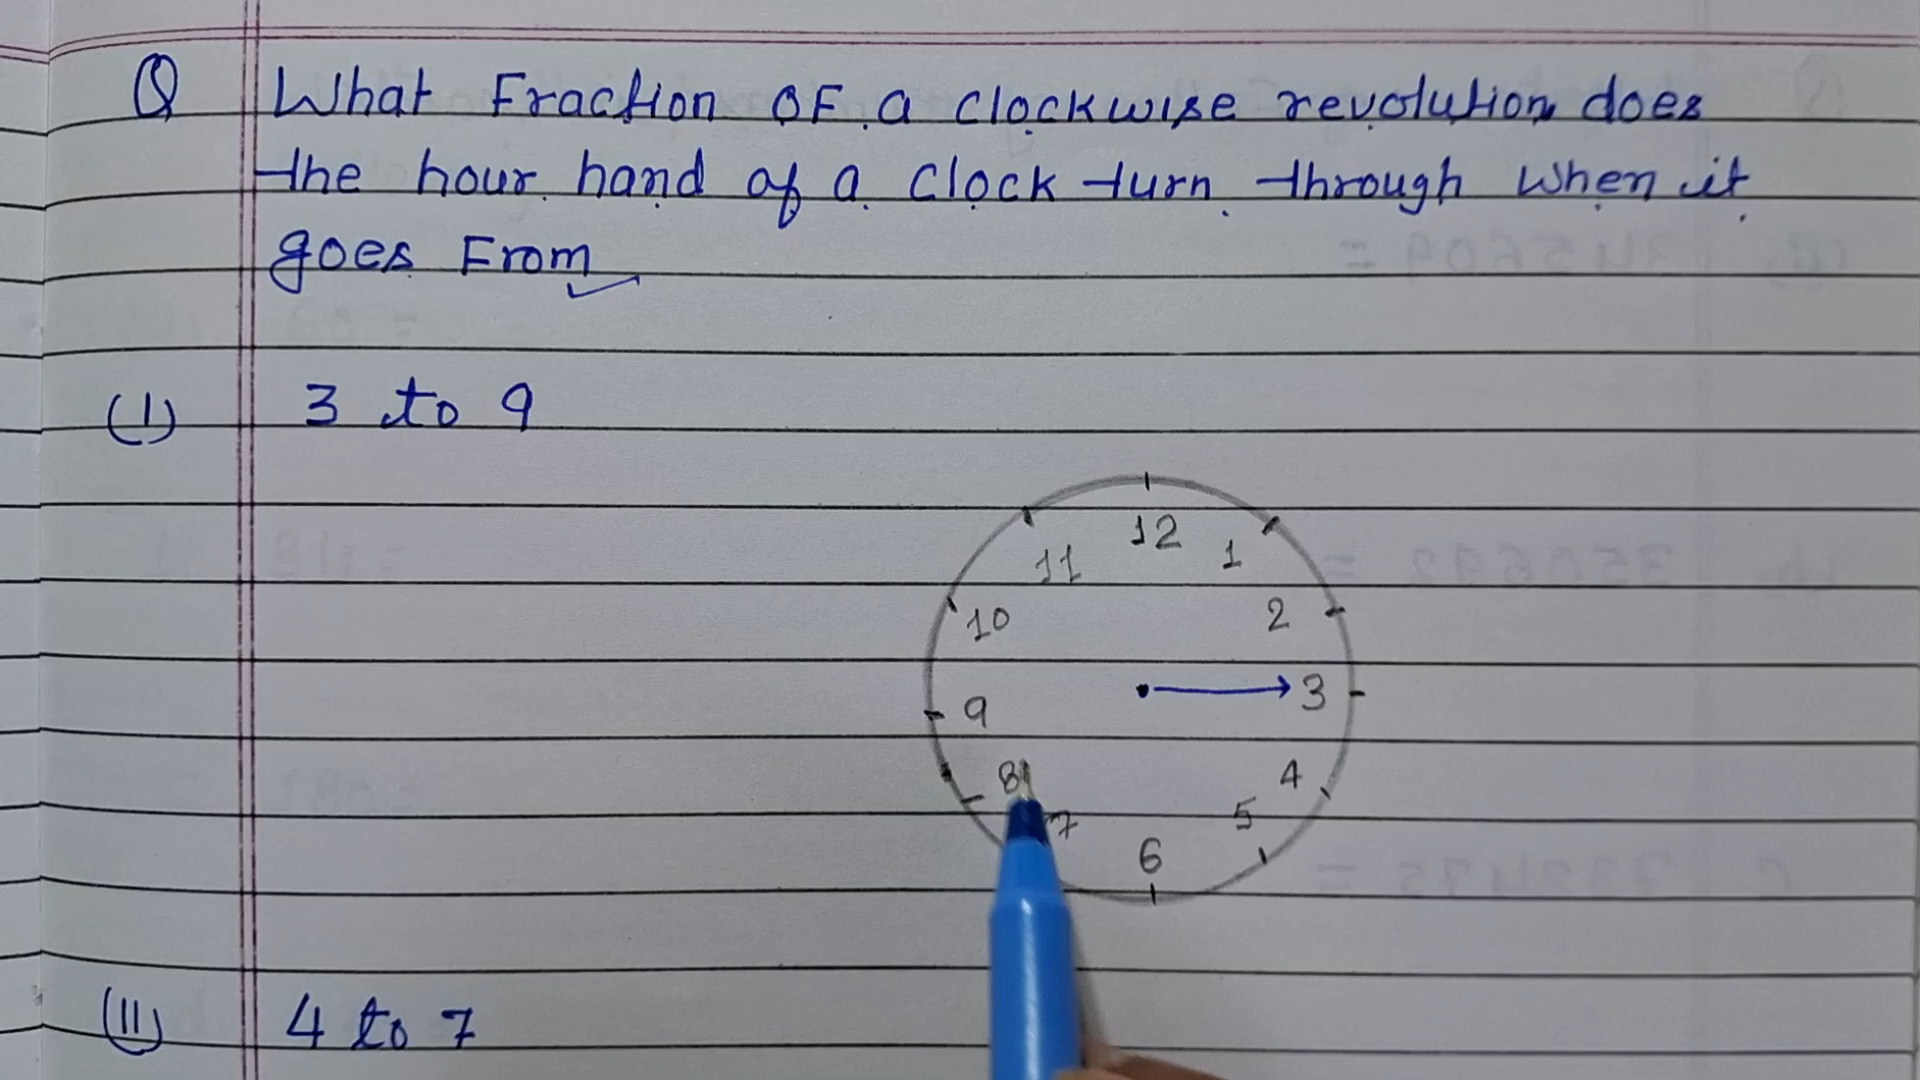 Q What Fraction OF a clockwise revolution does
the hour hand of a clock turn through when it
goes From
(I) 3 to 9
12
11 1
10 2
9 3
8 4
7 5
6
(II) 4 to 7